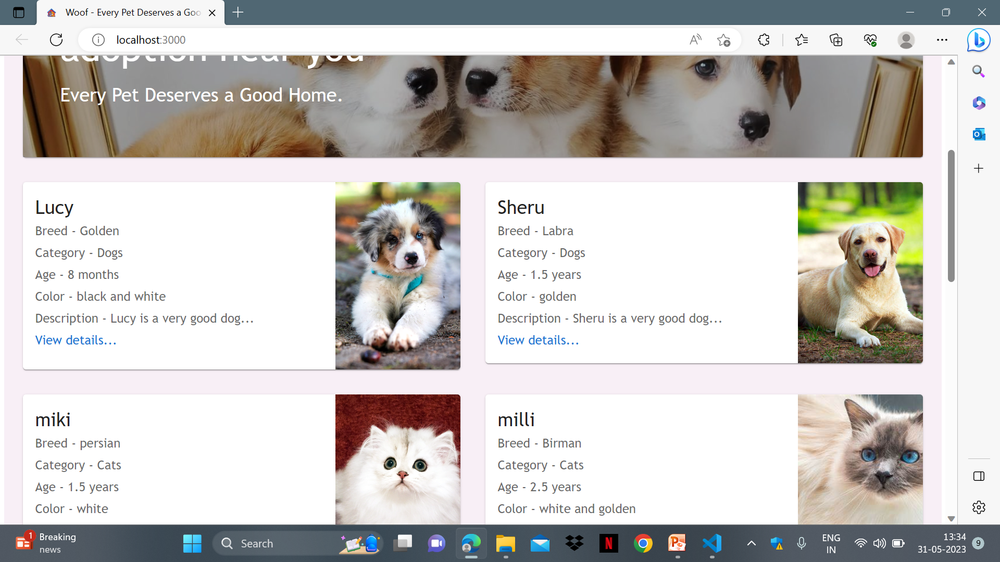 Woof - Every Pet Deserves a Goo
localhost:3000
adoption near you
Every Pet Deserves a Good Home.
Lucy
Breed - Golden
Category - Dogs
Age - 8 months
Color - black and white
Description - Lucy is a very good dog...
View details...
Sheru
Breed - Labra
Category - Dogs
Age - 1.5 years
Color - golden
Description - Sheru is a very good dog...
View details...
miki
Breed - persian
Category - Cats
Age - 1.5 years
Color - white
milli
Breed - Birman
Category - Cats
Age - 2.5 years
Color - white and golden
1
Breaking
news
Search
ENG
IN
13:34
31-05-2023
9